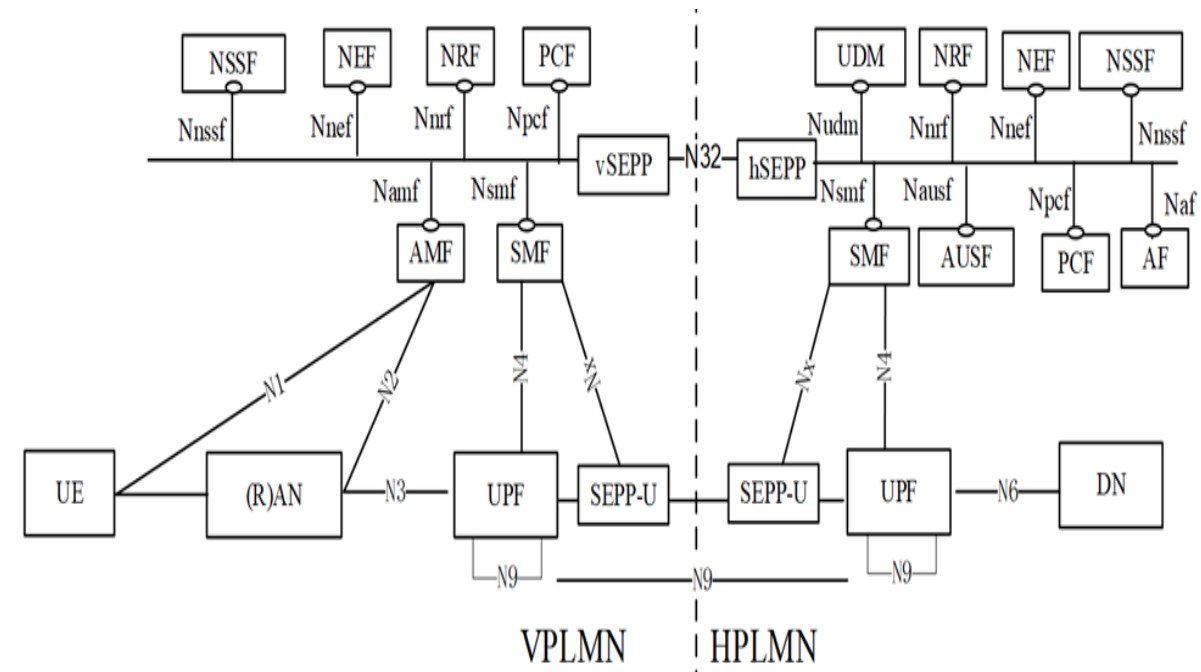 NSSF
NEF
NRF
PCF
UDM
NRF
NEF
NSSF
Nnssf
Nnef
Nnrf
Npcf
Nudm
Nnrf
Nnef
Nnssf
vSEPP
N32
hSEPP
Namf
Nsmf
Nsmf
Nausf
Npcf
Naf
AMF
SMF
SMF
AUSF
PCF
AF
N1
N2
N4
Nx
Nx
N4
UE
(R)AN
N3
UPF
SEPP-U
SEPP-U
UPF
N6
DN
N9
N9
N9
VPLMN
HPLMN